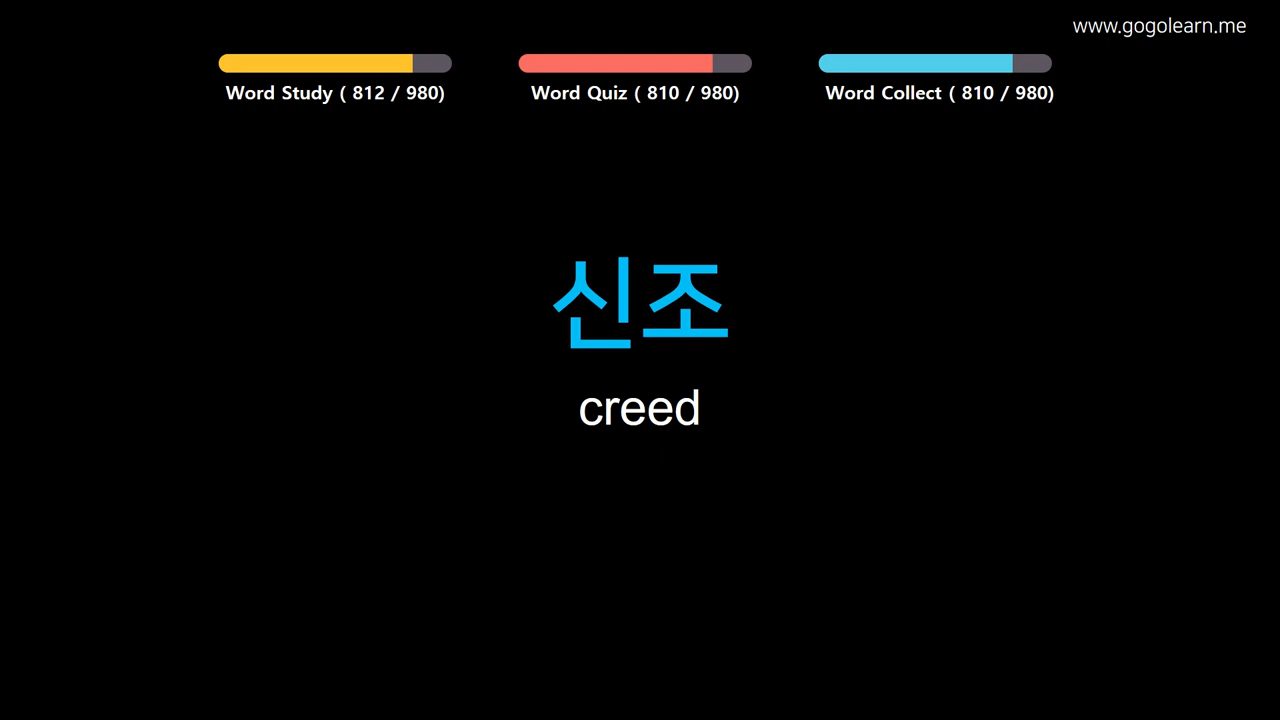 www.gogolearn.me
Word Study ( 812 / 980)
Word Quiz ( 810 / 980)
Word Collect ( 810 / 980)
신조
creed